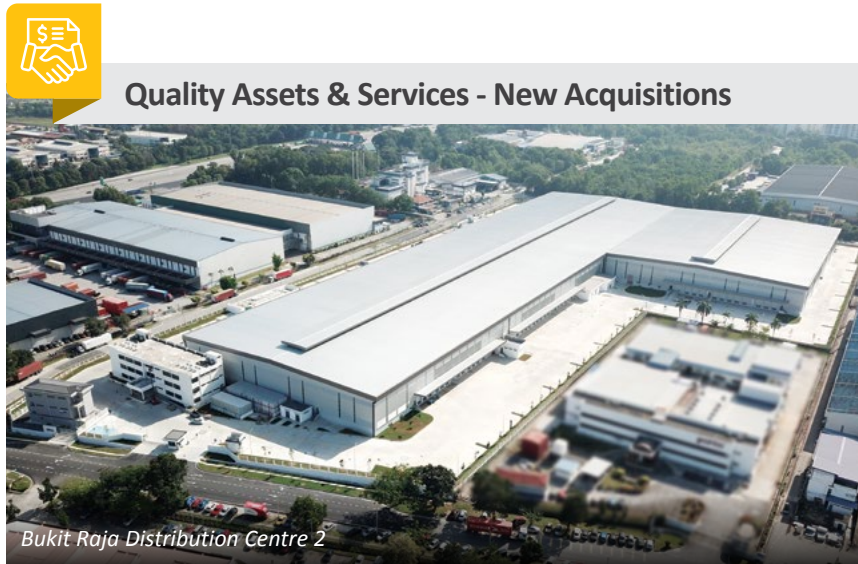 Quality Assets & Services - New Acquisitions
Bukit Raja Distribution Centre 2